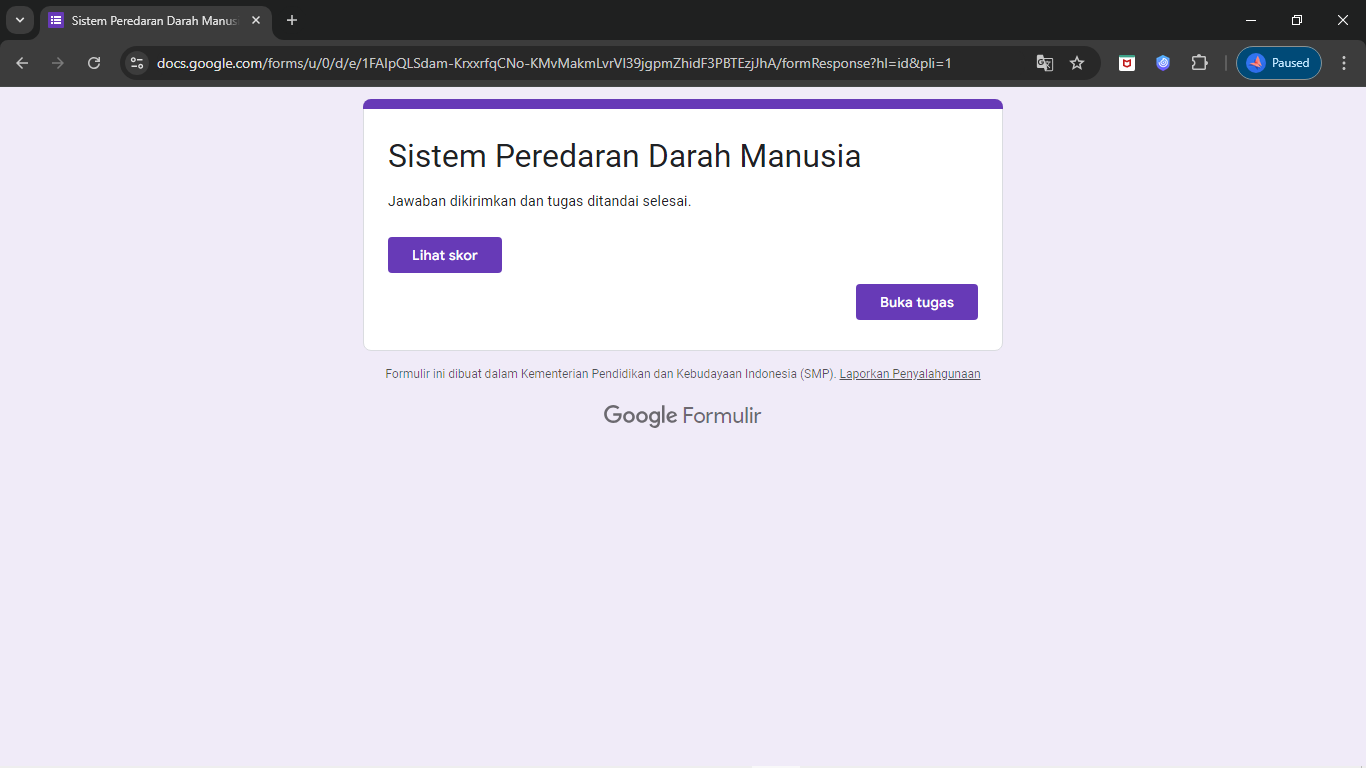 Sistem Peredaran Darah Manus
docs.google.com/forms/u/0/d/e/1FAIpQLSdam-KrxxrfqCNo-KMvMakmLvrVI39jgpmZhidF3PBTEzjJhA/formResponse?hl=id&pli=1
Paused
Sistem Peredaran Darah Manusia
Jawaban dikirimkan dan tugas ditandai selesai.
Lihat skor
Buka tugas
Formulir ini dibuat dalam Kementerian Pendidikan dan Kebudayaan Indonesia (SMP). Laporkan Penyalahgunaan
Google Formulir